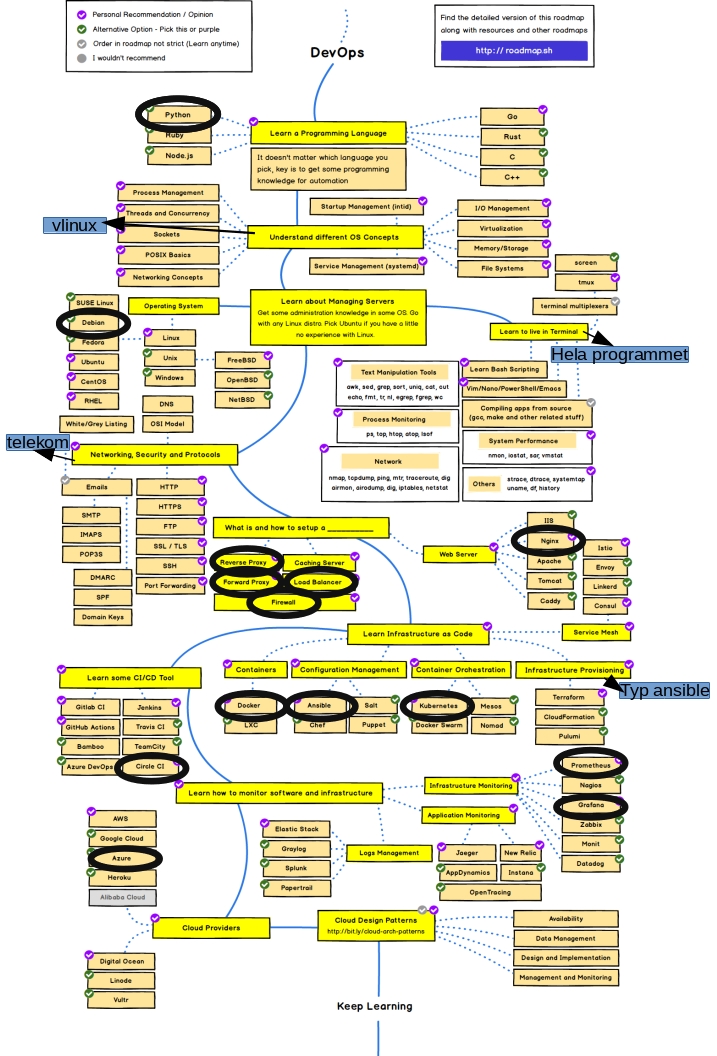 Personal Recommendation / Opinion
Alternative Option - Pick this or purple
Order in roadmap not strict (Learn anytime)
I wouldn't recommend
DevOps
Find the detailed version of this roadmap
along with resources and other roadmaps
http:// roadmap.sh
Python
Ruby
Node.js
Learn a Programming Language
It doesn't matter which language you
pick, key is to get some programming
knowledge for automation
Go
Rust
C
C++
Process Management
Threads and Concurrency
Sockets
POSIX Basics
Networking Concepts
vlinux
Startup Management (intid)
Understand different OS Concepts
Service Management (systemd)
I/O Management
Virtualization
Memory/Storage
File Systems
screen
tmux
terminal multiplexers
Learn to live in Terminal
Hela programmet
Learn about Managing Servers
Get some administration knowledge in some OS. Go
with any Linux distro. Pick Ubuntu if you have a little
no experience with Linux.
Operating System
SUSE Linux
Debian
Fedora
Ubuntu
CentOS
RHEL
Linux
Unix
Windows
FreeBSD
OpenBSD
NetBSD
DNS
OSI Model
White/Grey Listing
telekom
Networking, Security and Protocols
Text Manipulation Tools
awk, sed, grep, sort, uniq, cat, cut
echo, fmt, tr, nl, egrep, fgrep, wc
Process Monitoring
ps, top, htop, atop, lsof
Network
nmap, tcpdump, ping, mtr, traceroute, dig
airmon, airodump, dig, iptables, netstat
Learn Bash Scripting
Vim/Nano/PowerShell/Emacs
Compiling apps from source
(gcc, make and other related stuff)
System Performance
nmon, iostat, sar, vmstat
Others
strace, dtrace, systemtap
uname, df, history
Emails
SMTP
IMAPS
POP3S
DMARC
SPF
Domain Keys
HTTP
HTTPS
FTP
SSL / TLS
SSH
Port Forwarding
What is and how to setup a ___________
Reverse Proxy
Caching Server
Forward Proxy
Load Balancer
Firewall
Web Server
IIS
Nginx
Apache
Tomcat
Caddy
Istio
Envoy
Linkerd
Consul
Service Mesh
Learn Infrastructure as Code
Containers
Configuration Management
Container Orchestration
Infrastructure Provisioning
Typ ansible
Docker
LXC
Ansible
Salt
Chef
Puppet
Kubernetes
Mesos
Docker Swarm
Nomad
Terraform
CloudFormation
Pulumi
Learn some CI/CD Tool
Gitlab CI
Jenkins
GitHub Actions
Travis CI
Bamboo
TeamCity
Azure DevOps
Circle CI
Learn how to monitor software and infrastructure
Infrastructure Monitoring
Application Monitoring
Logs Management
Prometheus
Nagios
Grafana
Zabbix
Monit
Datadog
Elastic Stack
Graylog
Splunk
Papertrail
Jaeger
New Relic
AppDynamics
Instana
OpenTracing
AWS
Google Cloud
Azure
Heroku
Alibaba Cloud
Cloud Providers
Digital Ocean
Linode
Vultr
Cloud Design Patterns
http://bit.ly/cloud-arch-patterns
Availability
Data Management
Design and Implementation
Management and Monitoring
Keep Learning